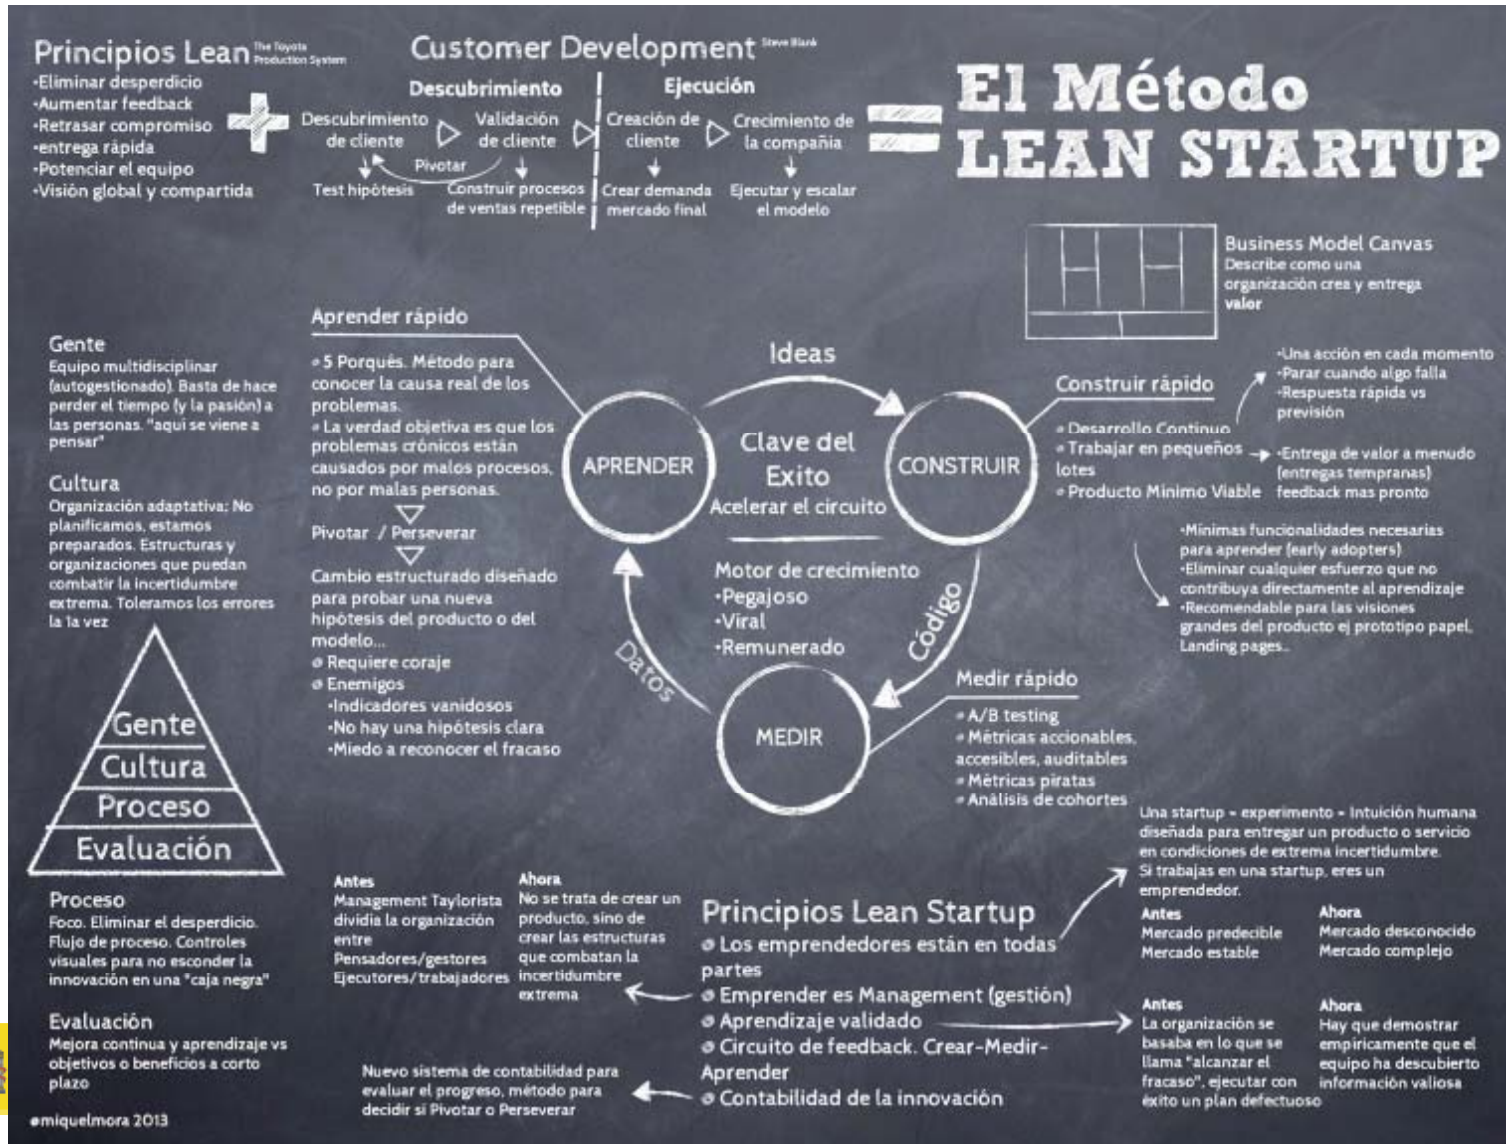 Principios Lean The Toyota Production System
•Eliminar desperdicio
•Aumentar feedback
•Retrasar compromiso
•entrega rápida
•Potenciar el equipo
•Visión global y compartida
Customer Development Steve Blank
Descubrimiento
Ejecución
Descubrimiento
de cliente
Validación
de cliente
Creación de
cliente
Crecimiento de
la compañia
Pivotar
Test hipótesis
Construir procesos
de ventas repetible
Crear demanda
mercado final
Ejecutar y escalar
el modelo
El Método
LEAN STARTUP
Business Model Canvas
Describe como una
organización crea y entrega
valor
Gente
Equipo multidisciplinar
(autogestionado). Basta de hace
perder el tiempo (y la pasión) a
las personas. "aqui se viene a
pensar"
Cultura
Organización adaptativa: No
planificamos, estamos
preparados. Estructuras y
organizaciones que puedan
combatir la incertidumbre
extrema. Toleramos los errores
la 1a vez
Gente
Cultura
Proceso
Evaluación
Proceso
Foco. Eliminar el desperdicio.
Flujo de proceso. Controles
visuales para no esconder la
innovación en una "caja negra"
Evaluación
Mejora continua y aprendizaje vs
objetivos o beneficios a corto
plazo
@miquelmora 2013
Aprender rápido
5 Porqués. Método para
conocer la causa real de los
problemas.
La verdad objetiva es que los
problemas crónicos están
causados por malos procesos,
no por malas personas.
Pivotar / Perseverar
Cambio estructurado diseñado
para probar una nueva
hipótesis del producto o del
modelo...
Requiere coraje
Enemigos
•Indicadores vanidosos
•No hay una hipótesis clara
•Miedo a reconocer el fracaso
Ideas
APRENDER
CONSTRUIR
MEDIR
Código
Datos
Clave del
Exito
Acelerar el circuito
Motor de crecimiento
•Pegajoso
•Viral
•Remunerado
Construir rápido
Desarrollo Continuo
Trabajar en pequeños
lotes
Producto Minimo Viable
•Una acción en cada momento
•Parar cuando algo falla
•Respuesta rápida vs
previsión
•Entrega de valor a menudo
(entregas tempranas)
feedback mas pronto
•Minimas funcionalidades necesarias
para aprender (early adopters)
•Eliminar cualquier esfuerzo que no
contribuya directamente al aprendizaje
•Recomendable para las visiones
grandes del producto ej prototipo papel,
Landing pages..
Medir rápido
A/B testing
Métricas accionables,
accesibles, auditables
Métricas piratas
Análisis de cohortes
Antes
Management Taylorista
dividia la organización
entre
Pensadores/gestores
Ejecutores/trabajadores
Ahora
No se trata de crear un
producto, sino de
crear las estructuras
que combatan la
incertidumbre
extrema
Principios Lean Startup
Los emprendedores están en todas
partes
Emprender es Management (gestión)
Aprendizaje validado
Circuito de feedback. Crear-Medir-
Aprender
Contabilidad de la innovación
Nuevo sistema de contabilidad para
evaluar el progreso, método para
decidir si Pivotar o Perseverar
Una startup = experimento = Intuición humana
diseñada para entregar un producto o servicio
en condiciones de extrema incertidumbre.
Si trabajas en una startup, eres un
emprendedor.
Antes
Mercado predecible
Mercado estable
Ahora
Mercado desconocido
Mercado complejo
Antes
La organización se
basaba en lo que se
llama "alcanzar el
fracaso", ejecutar con
éxito un plan defectuoso
Ahora
Hay que demostrar
empiricamente que el
equipo ha descubierto
información valiosa